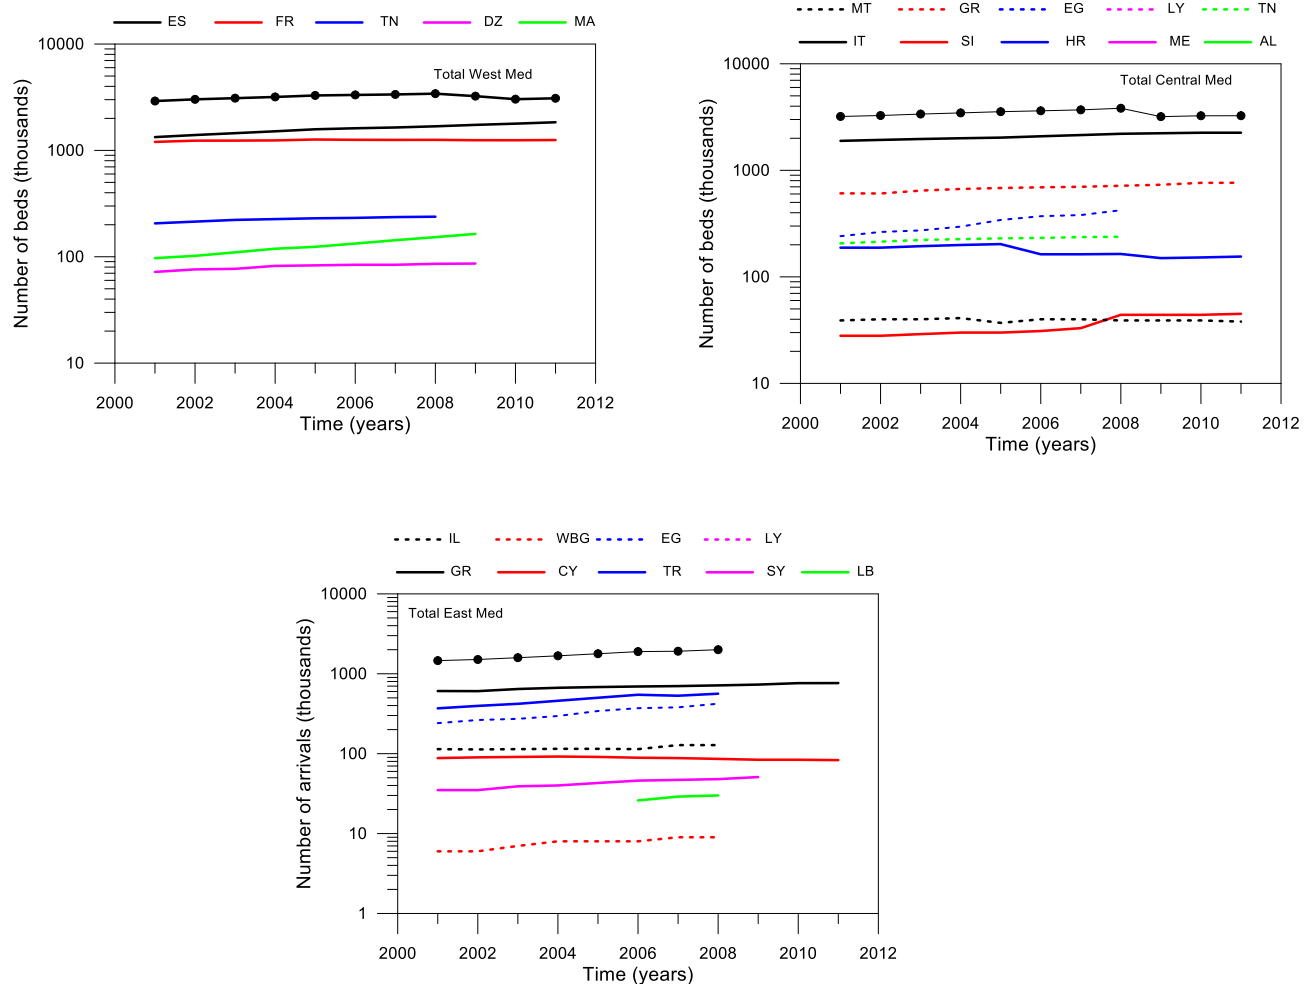 ES FR TN DZ MA
10000
1000
100
10
Number of beds (thousands)
Total West Med
2000 2002 2004 2006 2008 2010 2012
Time (years)
MT GR EG LY TN
IT SI HR ME AL
10000
1000
100
10
Number of beds (thousands)
Total Central Med
2000 2002 2004 2006 2008 2010 2012
Time (years)
IL WBG EG LY
GR CY TR SY LB
10000
1000
100
10
1
Number of arrivals (thousands)
Total East Med
2000 2002 2004 2006 2008 2010 2012
Time (years)